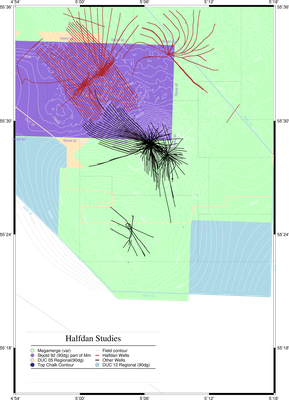 4°54' 5°00' 5°06' 5°12' 5°18'
55°36' 55°36'
55°30' 55°30'
55°24' 55°24'
55°18' 55°18'
Halfdan Studies
Megamerge (var) Field contour
Skjold 92 (90dg) part of Mm Halfdan Wells
DUC 05 Regional(90dg) Other Wells
Top Chalk Contour DUC 12 Regional (90dg)
4°54' 5°00' 5°06' 5°12' 5°18'